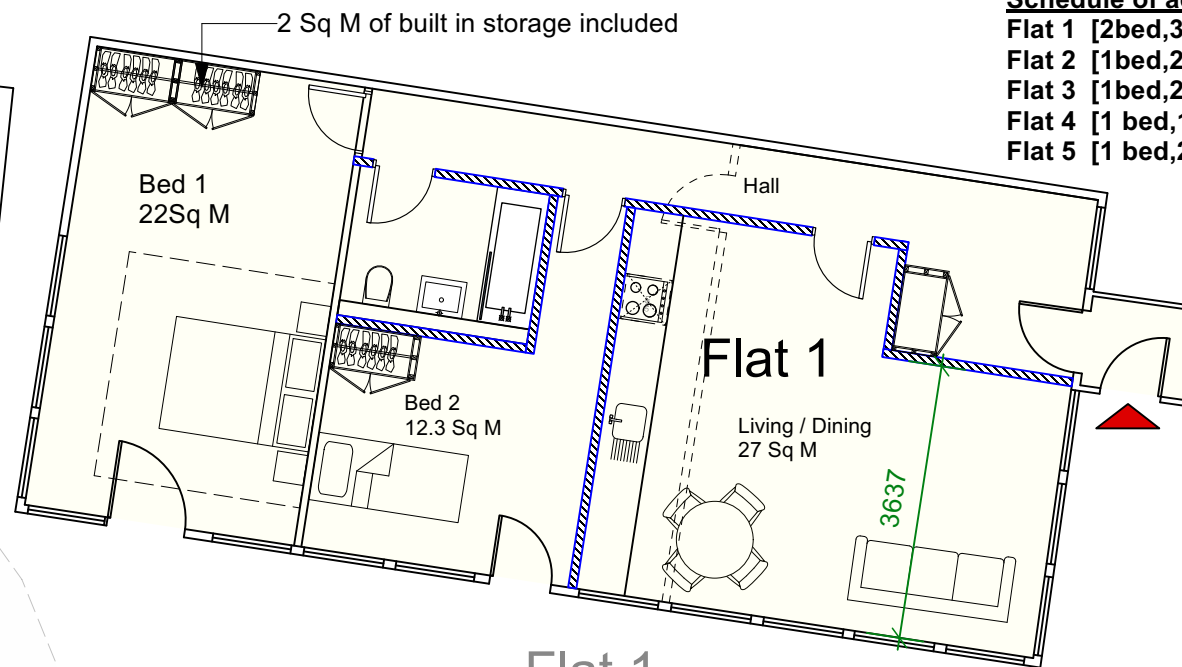 2 Sq M of built in storage included
Flat 1 [2bed,3
Flat 2 [1bed,2
Flat 3 [1bed,2
Flat 4 [1 bed,1
Flat 5 [1 bed,2
Bed 1
22Sq M
Hall
Flat 1
Bed 2
12.3 Sq M
Living / Dining
27 Sq M
3637
Flat 1